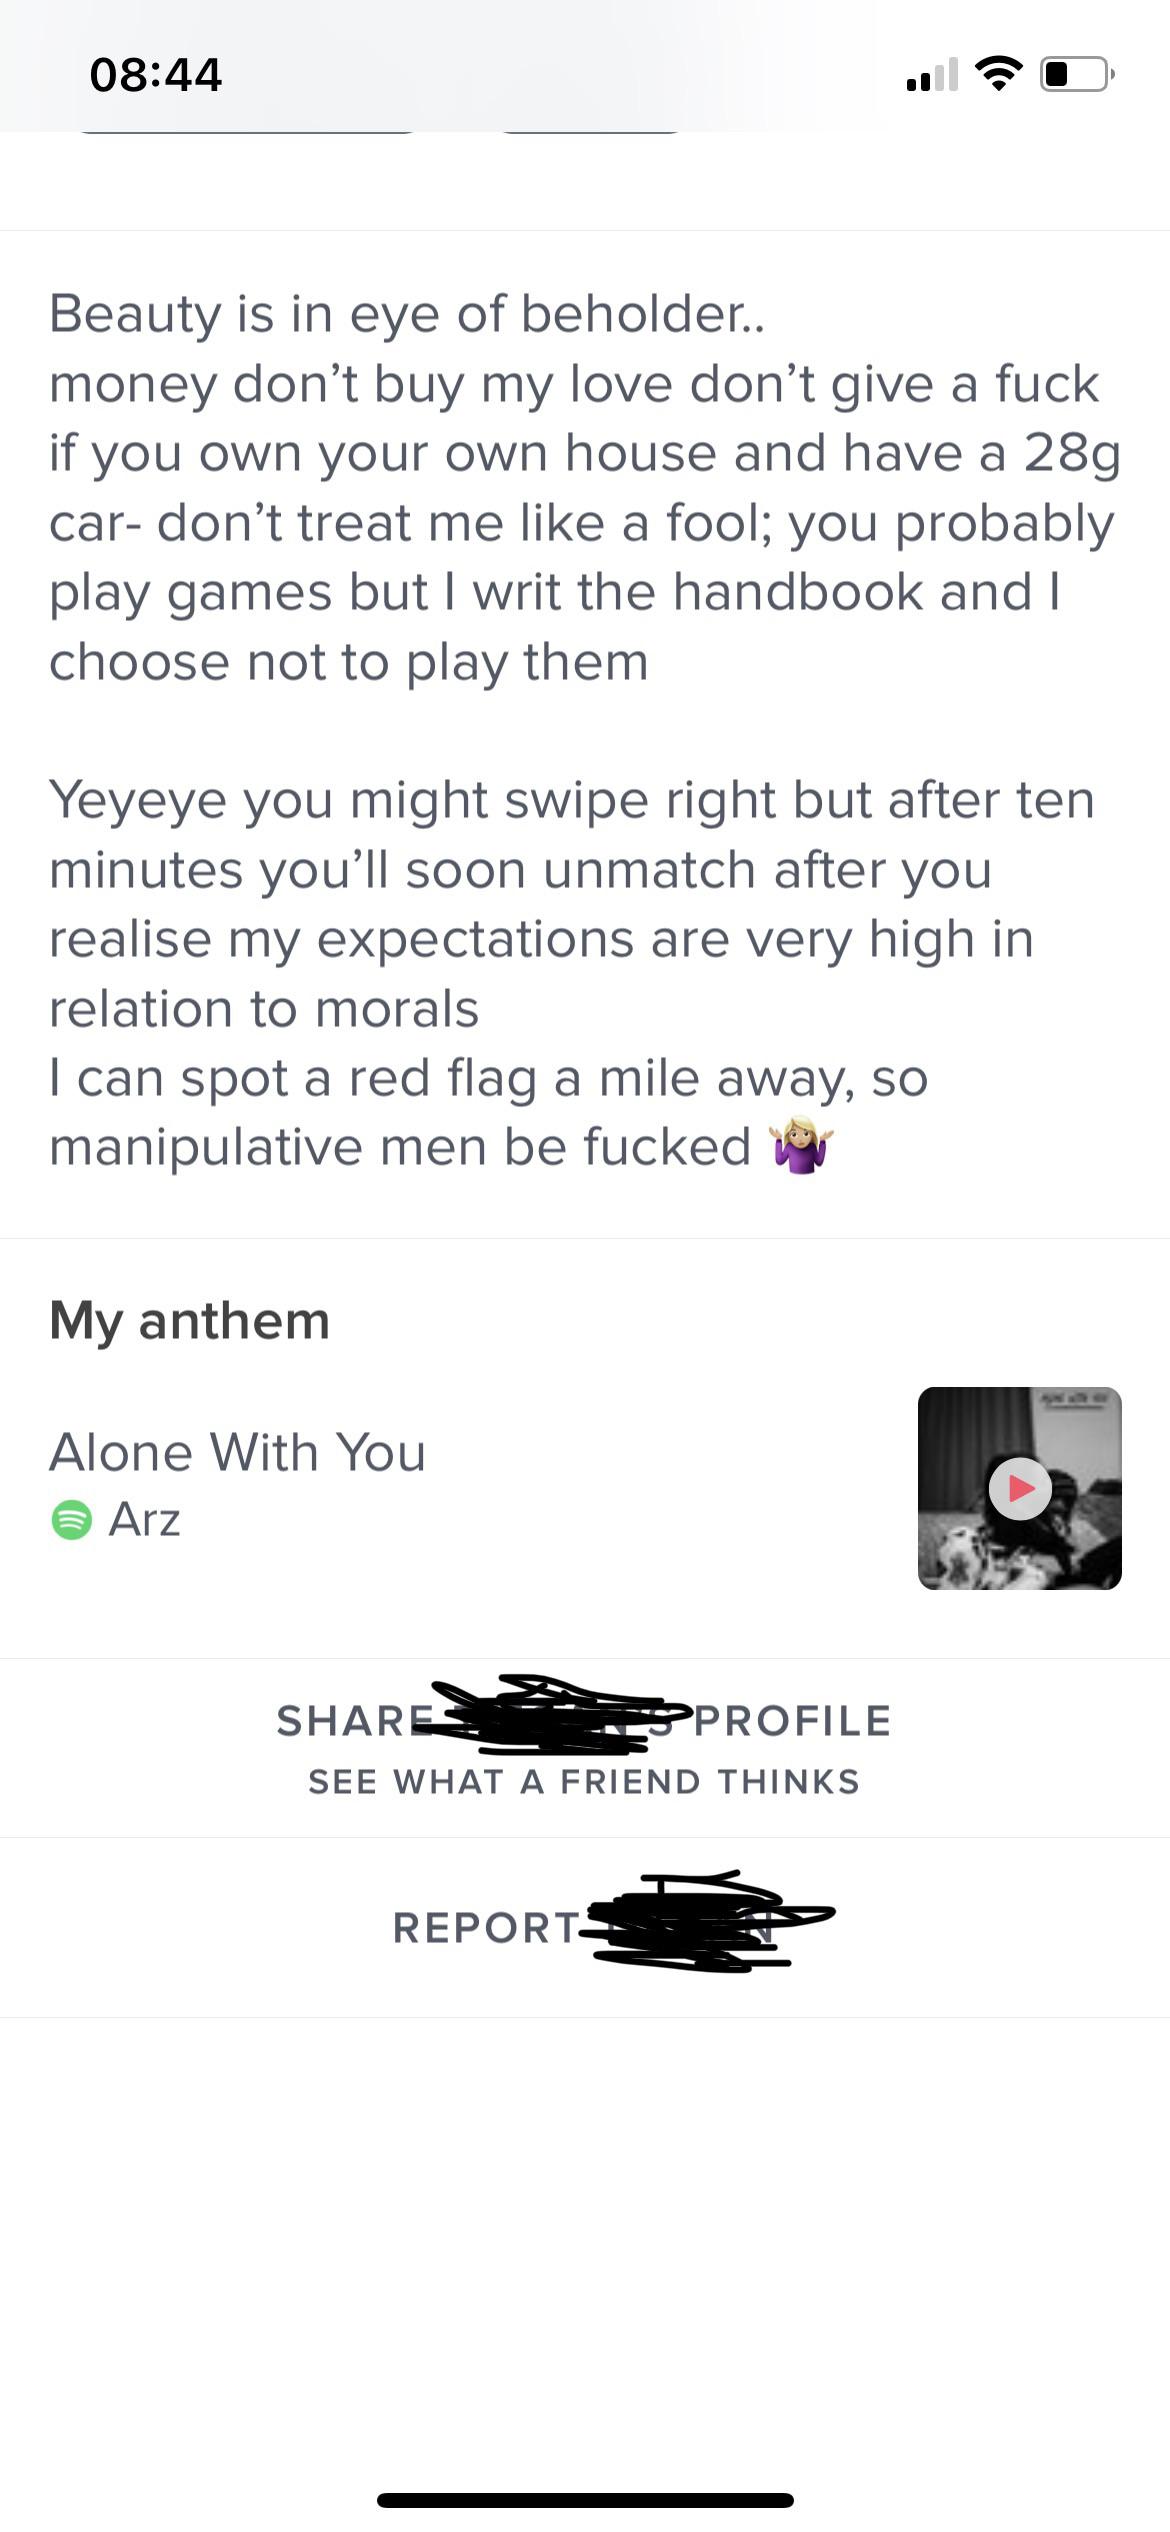 08:44
Beauty is in eye of beholder..
money don’t buy my love don’t give a fuck
if you own your own house and have a 28g
car- don’t treat me like a fool; you probably
play games but I writ the handbook and I
choose not to play them
Yeyeye you might swipe right but after ten
minutes you’ll soon unmatch after you
realise my expectations are very high in
relation to morals
I can spot a red flag a mile away, so
manipulative men be fucked 🤷🏼‍♀️
My anthem
Alone With You
Arz
SHARE PROFILE
SEE WHAT A FRIEND THINKS
REPORT